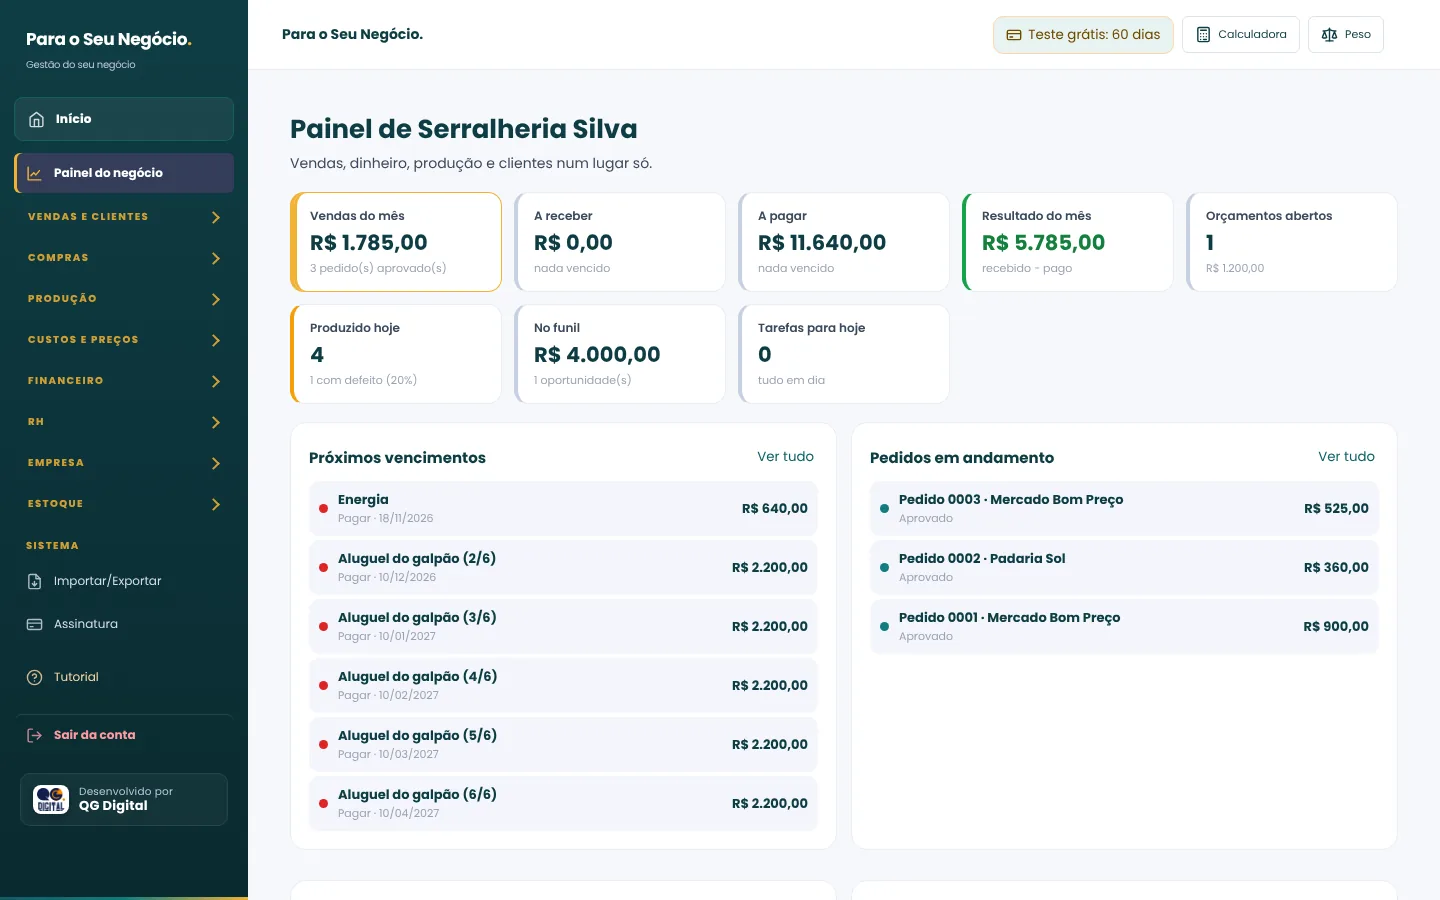 Para o Seu Negócio.
Gestão do seu negócio
Início
Painel do negócio
VENDAS E CLIENTES
COMPRAS
PRODUÇÃO
CUSTOS E PREÇOS
FINANCEIRO
RH
EMPRESA
ESTOQUE
SISTEMA
Importar/Exportar
Assinatura
Tutorial
Sair da conta
DIGITAL
Desenvolvido por
QG Digital
Para o Seu Negócio.
Teste grátis: 60 dias
Calculadora
Peso
Painel de Serralheria Silva
Vendas, dinheiro, produção e clientes num lugar só.
Vendas do mês
R$ 1.785,00
3 pedido(s) aprovado(s)
A receber
R$ 0,00
nada vencido
A pagar
R$ 11.640,00
nada vencido
Resultado do mês
R$ 5.785,00
recebido - pago
Orçamentos abertos
1
R$ 1.200,00
Produzido hoje
4
1 com defeito (20%)
No funil
R$ 4.000,00
1 oportunidade(s)
Tarefas para hoje
0
tudo em dia
Próximos vencimentos
Ver tudo
Energia
Pagar · 18/11/2026
R$ 640,00
Aluguel do galpão (2/6)
Pagar · 10/12/2026
R$ 2.200,00
Aluguel do galpão (3/6)
Pagar · 10/01/2027
R$ 2.200,00
Aluguel do galpão (4/6)
Pagar · 10/02/2027
R$ 2.200,00
Aluguel do galpão (5/6)
Pagar · 10/03/2027
R$ 2.200,00
Aluguel do galpão (6/6)
Pagar · 10/04/2027
R$ 2.200,00
Pedidos em andamento
Ver tudo
Pedido 0003 · Mercado Bom Preço
Aprovado
R$ 525,00
Pedido 0002 · Padaria Sol
Aprovado
R$ 360,00
Pedido 0001 · Mercado Bom Preço
Aprovado
R$ 900,00